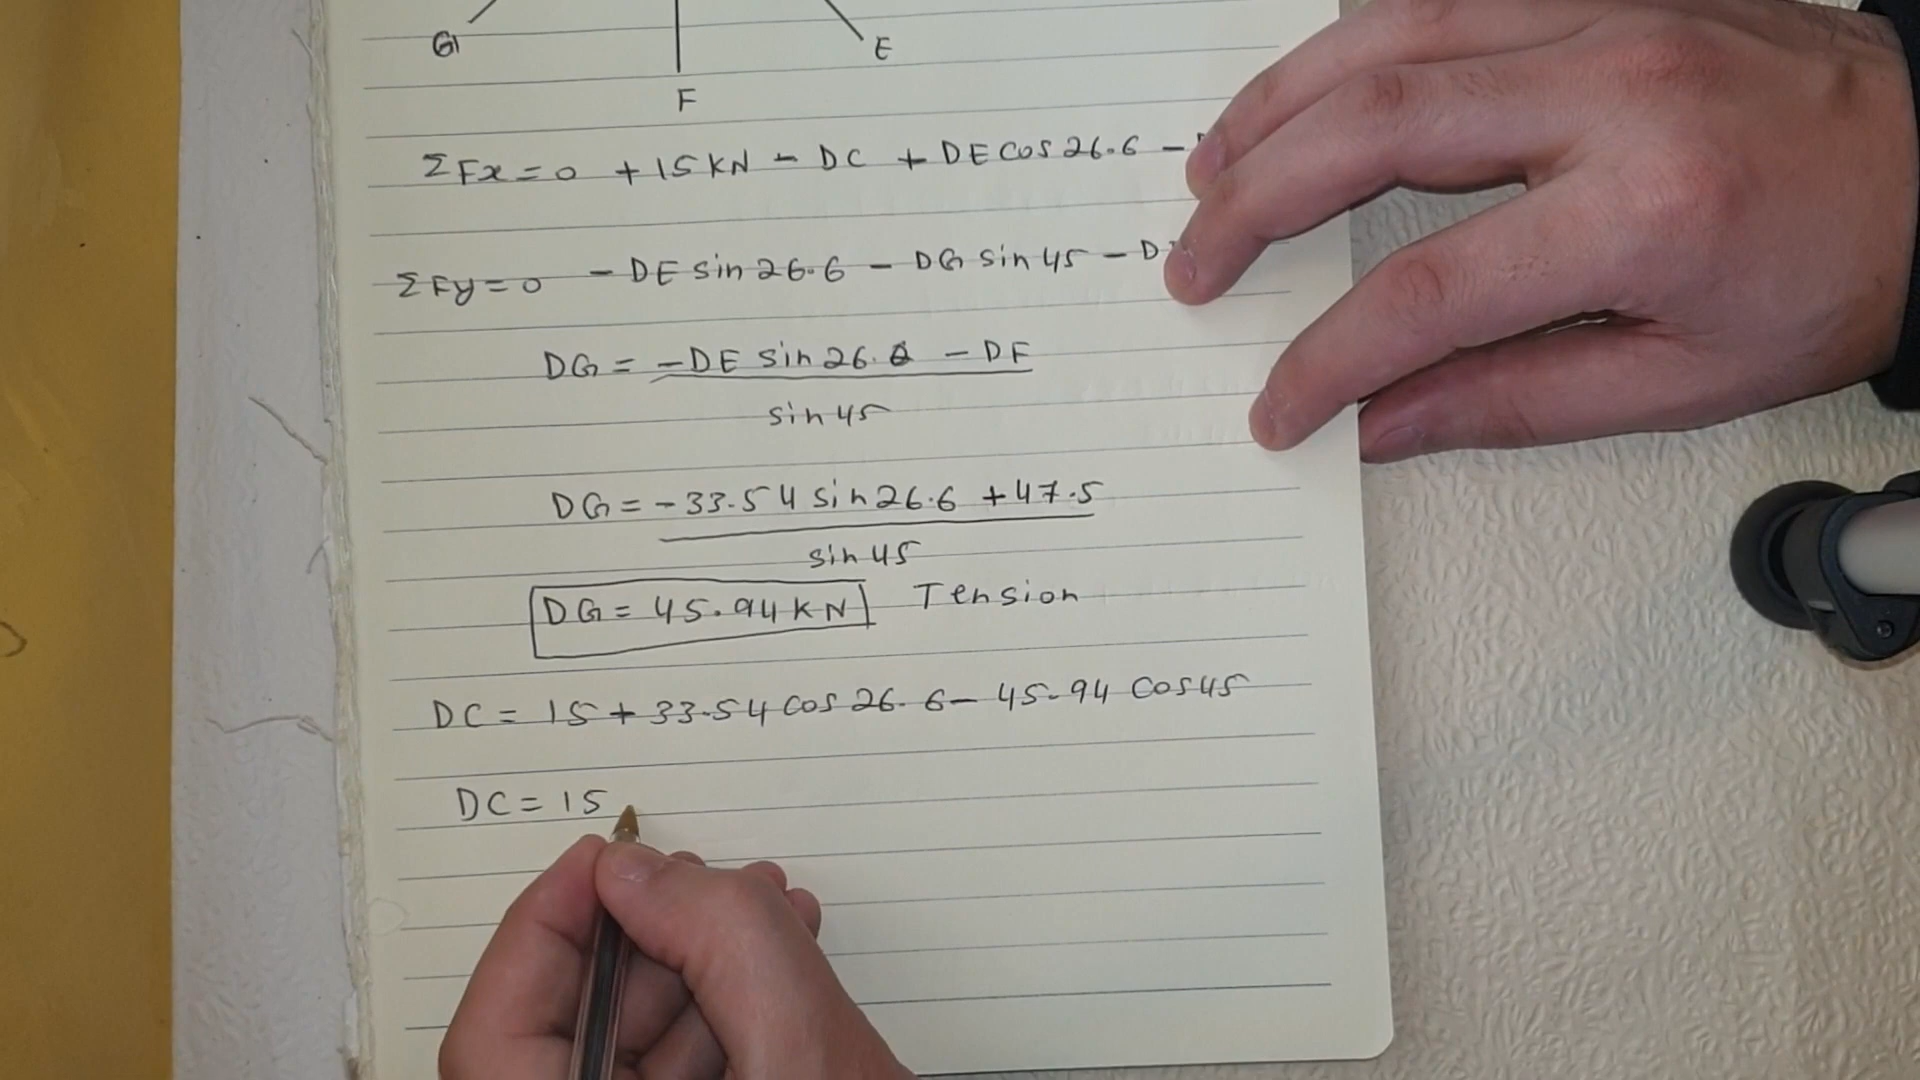 G
E
F
ΣFx = 0 + 15 KN - DC + DE cos 26.6 -
ΣFy = 0 - DE sin 26.6 - DG sin 45 - D
DG = -DE sin 26.6 - DF
sin 45
DG = -33.54 sin 26.6 + 47.5
sin 45
DG = 45.94 KN Tension
DC = 15 + 33.54 cos 26.6 - 45.94 cos 45
DC = 15